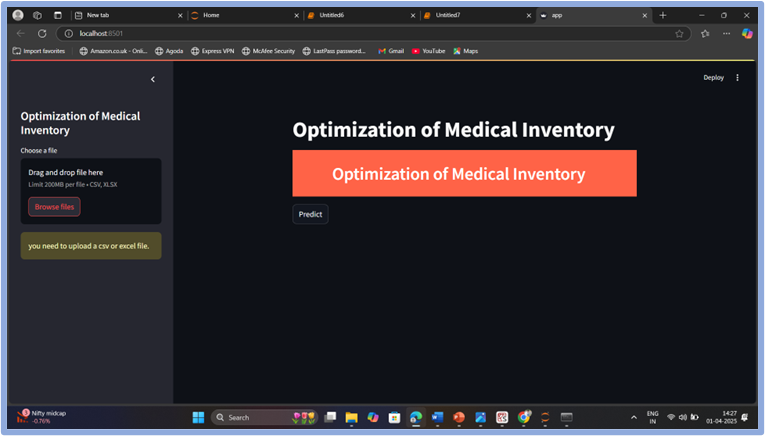 New tab
Home
Untitled6
Untitled7
app
localhost:8501
Import favorites
Amazon.co.uk - Onli...
Agoda
Express VPN
McAfee Security
LastPass password...
Gmail
YouTube
Maps
Deploy
Optimization of Medical
Inventory
Choose a file
Drag and drop file here
Limit 200MB per file • CSV, XLSX
Browse files
you need to upload a csv or excel file.
Optimization of Medical Inventory
Optimization of Medical Inventory
Predict
3
Nifty midcap
-0.76%
Search
ENG
IN
14:27
01-04-2025